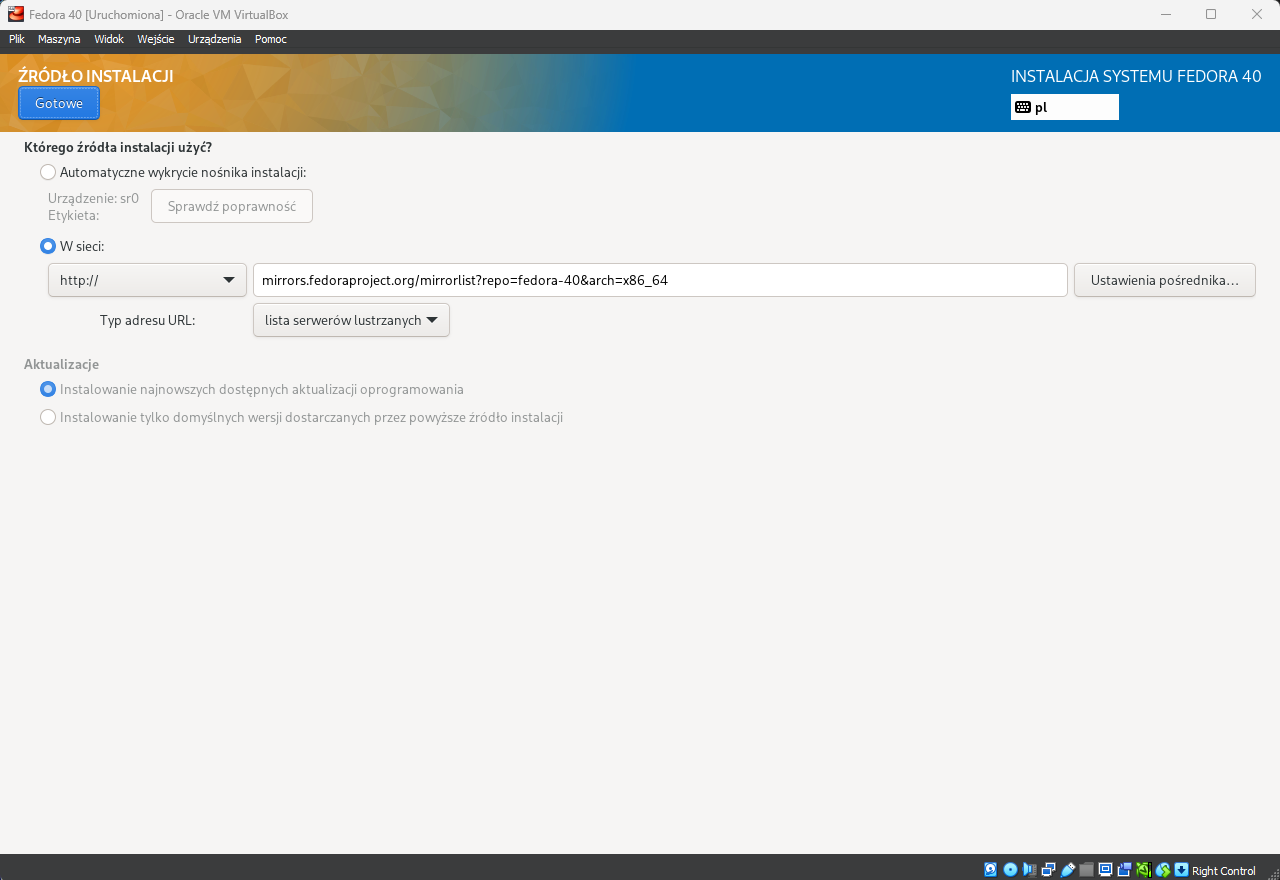 Fedora 40 [Uruchomiona] - Oracle VM VirtualBox
Plik Maszyna Widok Wejście Urządzenia Pomoc
ŹRÓDŁO INSTALACJI
INSTALACJA SYSTEMU FEDORA 40
Gotowe
pl
Którego źródła instalacji użyć?
Automatyczne wykrycie nośnika instalacji:
Urządzenie: sr0
Etykieta:
Sprawdź poprawność
W sieci:
http:// mirrors.fedoraproject.org/mirrorlist?repo=fedora-40&arch=x86_64 Ustawienia pośrednika...
Typ adresu URL: lista serwerów lustrzanych
Aktualizacje
Instalowanie najnowszych dostępnych aktualizacji oprogramowania
Instalowanie tylko domyślnych wersji dostarczanych przez powyższe źródło instalacji
Right Control